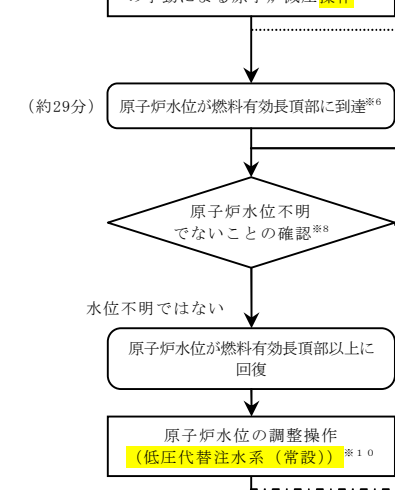 の手動による原子炉減圧操作
(約29分)
原子炉水位が燃料有効長頂部に到達※6
原子炉水位不明
でないことの確認※8
水位不明ではない
原子炉水位が燃料有効長頂部以上に
回復
原子炉水位の調整操作
(低圧代替注水系(常設))※10